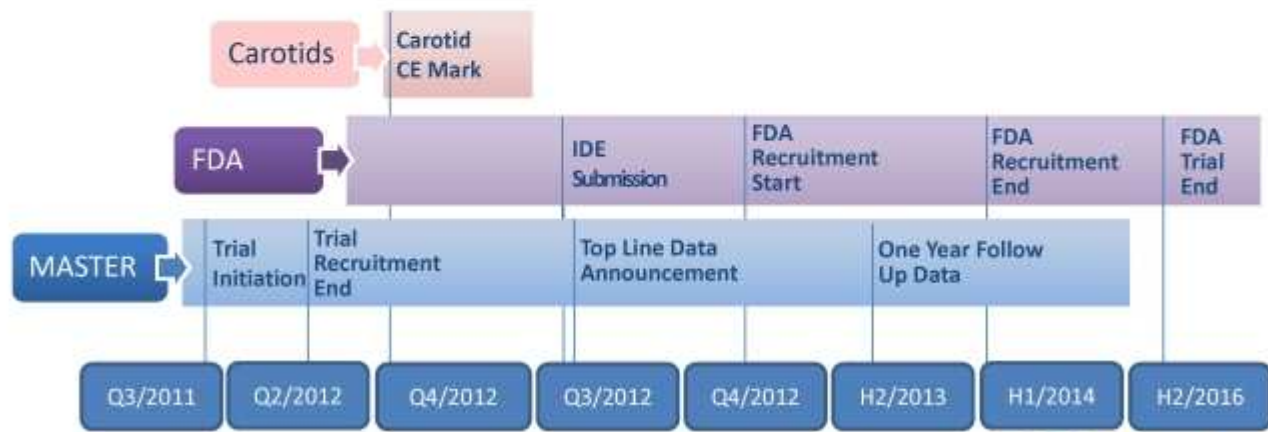 Carotids
Carotid
CE Mark
FDA
IDE
Submission
FDA
Recruitment
Start
FDA
Recruitment
End
FDA
Trial
End
MASTER
Trial
Initiation
Trial
Recruitment
End
Top Line Data
Announcement
One Year Follow
Up Data
Q3/2011
Q2/2012
Q4/2012
Q3/2012
Q4/2012
H2/2013
H1/2014
H2/2016